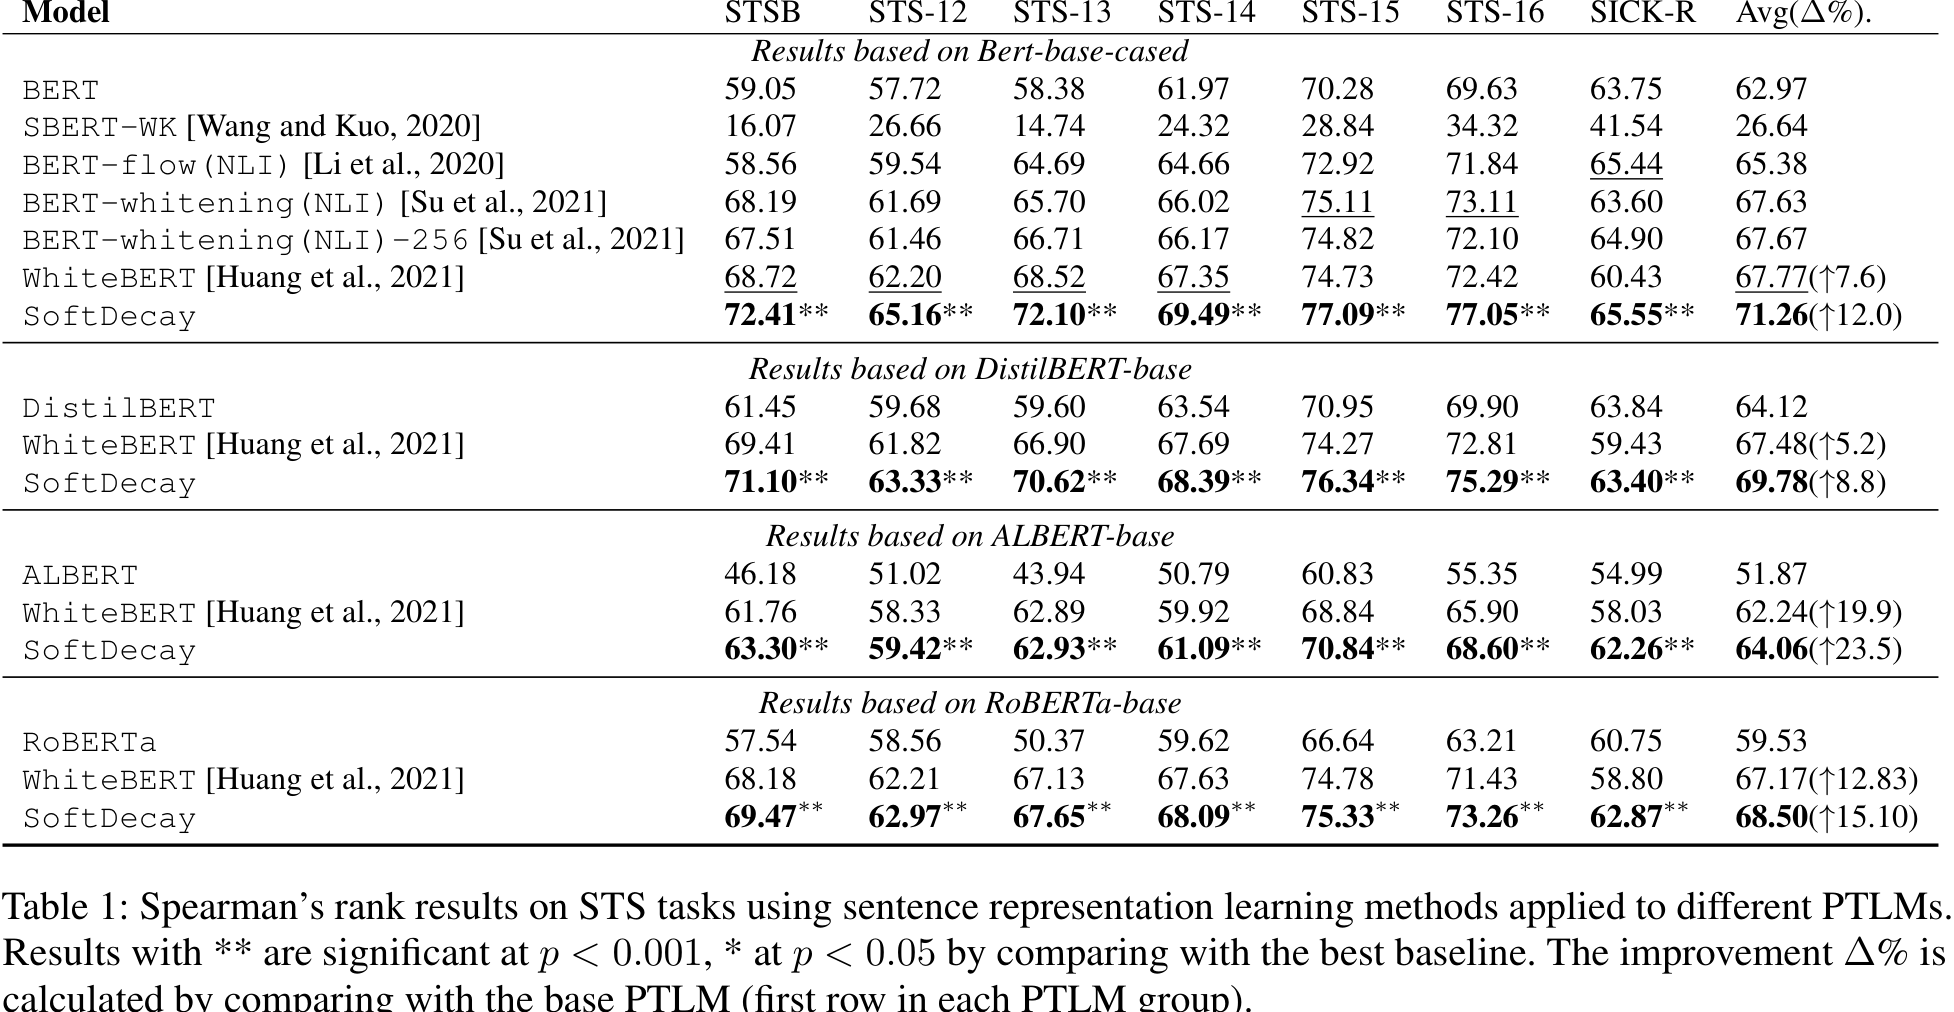 Model STSB STS-12 STS-13 STS-14 STS-15 STS-16 SICK-R Avg(Δ%).
Results based on Bert-base-cased
BERT 59.05 57.72 58.38 61.97 70.28 69.63 63.75 62.97
SBERT-WK [Wang and Kuo, 2020] 16.07 26.66 14.74 24.32 28.84 34.32 41.54 26.64
BERT-flow(NLI) [Li et al., 2020] 58.56 59.54 64.69 64.66 72.92 71.84 65.44 65.38
BERT-whitening(NLI) [Su et al., 2021] 68.19 61.69 65.70 66.02 75.11 73.11 63.60 67.63
BERT-whitening(NLI)-256 [Su et al., 2021] 67.51 61.46 66.71 66.17 74.82 72.10 64.90 67.67
WhiteBERT [Huang et al., 2021] 68.72 62.20 68.52 67.35 74.73 72.42 60.43 67.77(↑7.6)
SoftDecay 72.41** 65.16** 72.10** 69.49** 77.09** 77.05** 65.55** 71.26(↑12.0)
Results based on DistilBERT-base
DistilBERT 61.45 59.68 59.60 63.54 70.95 69.90 63.84 64.12
WhiteBERT [Huang et al., 2021] 69.41 61.82 66.90 67.69 74.27 72.81 59.43 67.48(↑5.2)
SoftDecay 71.10** 63.33** 70.62** 68.39** 76.34** 75.29** 63.40** 69.78(↑8.8)
Results based on ALBERT-base
ALBERT 46.18 51.02 43.94 50.79 60.83 55.35 54.99 51.87
WhiteBERT [Huang et al., 2021] 61.76 58.33 62.89 59.92 68.84 65.90 58.03 62.24(↑19.9)
SoftDecay 63.30** 59.42** 62.93** 61.09** 70.84** 68.60** 62.26** 64.06(↑23.5)
Results based on RoBERTa-base
RoBERTa 57.54 58.56 50.37 59.62 66.64 63.21 60.75 59.53
WhiteBERT [Huang et al., 2021] 68.18 62.21 67.13 67.63 74.78 71.43 58.80 67.17(↑12.83)
SoftDecay 69.47** 62.97** 67.65** 68.09** 75.33** 73.26** 62.87** 68.50(↑15.10)
Table 1: Spearman's rank results on STS tasks using sentence representation learning methods applied to different PTLMs.
Results with ** are significant at p < 0.001, * at p < 0.05 by comparing with the best baseline. The improvement Δ% is
calculated by comparing with the base PTLM (first row in each PTLM group).